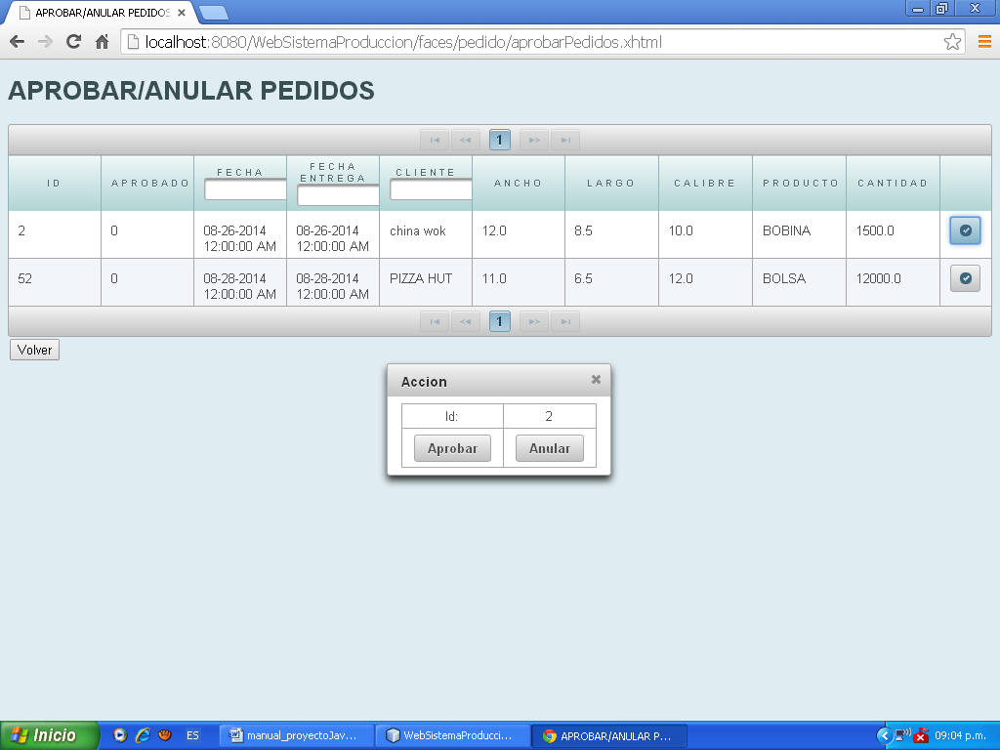 APROBAR/ANULAR PEDIDOS
localhost:8080/WebSistemaProduccion/faces/pedido/aprobarPedidos.xhtml
APROBAR/ANULAR PEDIDOS
1
ID APROBADO FECHA FECHA ENTREGA CLIENTE ANCHO LARGO CALIBRE PRODUCTO CANTIDAD
2 0 08-26-2014 12:00:00 AM 08-26-2014 12:00:00 AM china wok 12.0 8.5 10.0 BOBINA 1500.0
52 0 08-28-2014 12:00:00 AM 08-28-2014 12:00:00 AM PIZZA HUT 11.0 6.5 12.0 BOLSA 12000.0
1
Volver
Accion
Id: 2
Aprobar Anular
Inicio ES manual_proyectoJav... WebSistemaProducci... APROBAR/ANULAR P... 09:04 p.m.